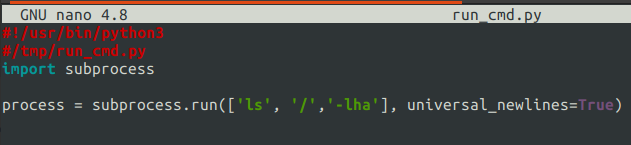 GNU nano 4.8 run_cmd.py
#!/usr/bin/python3
#/tmp/run_cmd.py
import subprocess
process = subprocess.run(['ls', '/','-lha'], universal_newlines=True)